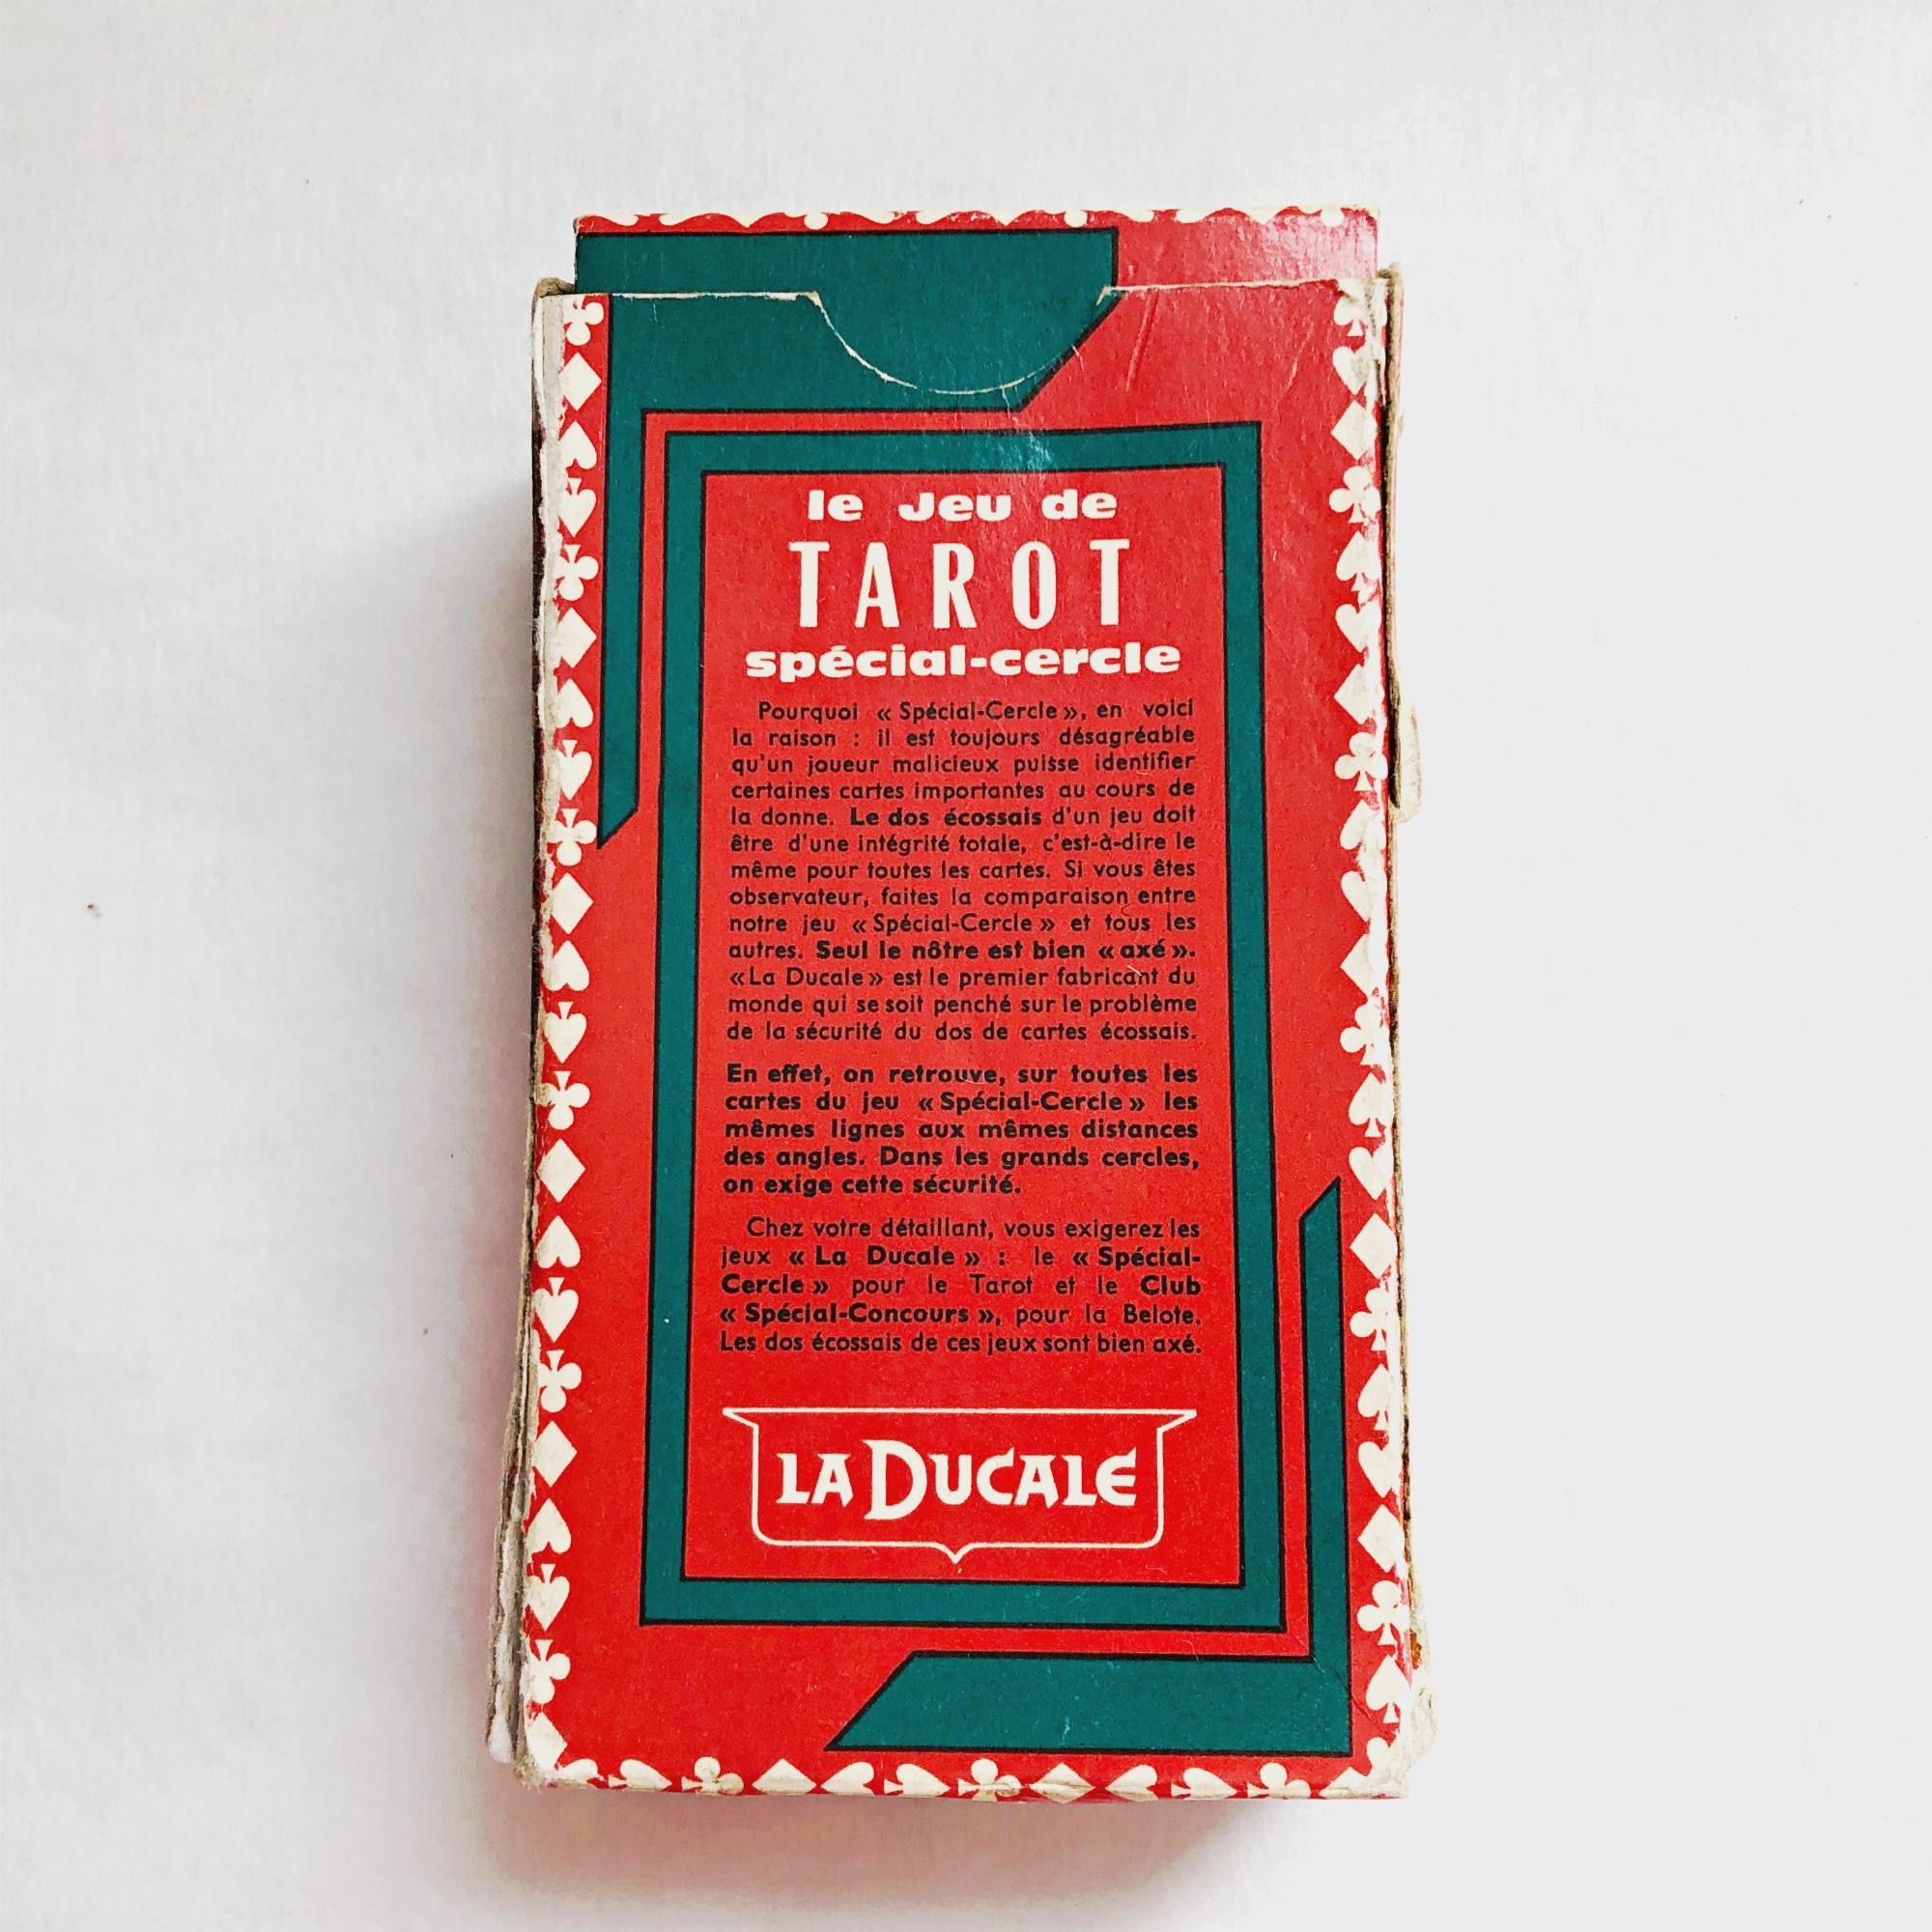 le Jeu de
TAROT
spécial-cercle
Pourquoi « Spécial-Cercle », en voici
la raison : il est toujours désagréable
qu'un joueur malicieux puisse identifier
certaines cartes importantes au cours de
la donne. Le dos écossais d'un jeu doit
être d'une intégrité totale, c'est-à-dire le
même pour toutes les cartes. Si vous êtes
observateur, faites la comparaison entre
notre jeu « Spécial-Cercle » et tous les
autres. Seul le nôtre est bien « axé ».
« La Ducale » est le premier fabricant du
monde qui se soit penché sur le problème
de la sécurité du dos de cartes écossais.
En effet, on retrouve, sur toutes les
cartes du jeu « Spécial-Cercle » les
mêmes lignes aux mêmes distances
des angles. Dans les grands cercles,
on exige cette sécurité.
Chez votre détaillant, vous exigerez les
jeux « La Ducale » : le « Spécial-
Cercle » pour le Tarot et le Club
« Spécial-Concours », pour la Belote.
Les dos écossais de ces jeux sont bien axé.
LA DUCALE